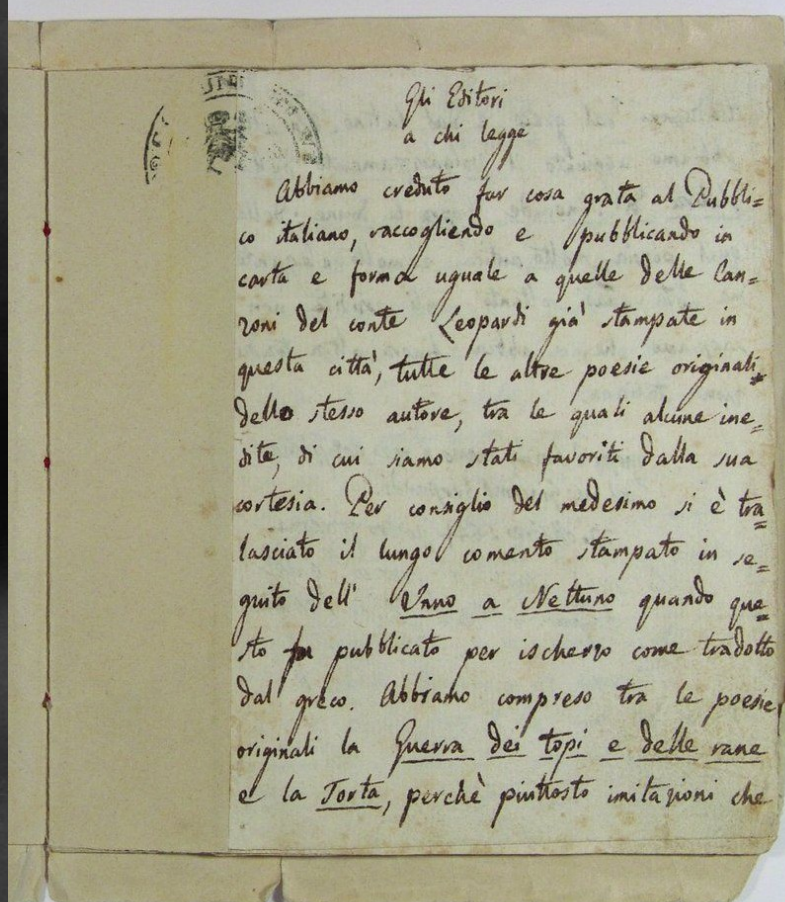 Gli Editori
a chi legge
Abbiamo creduto far cosa grata al Pubbli=
co italiano, raccogliendo e pubblicando in
carta e forma uguale a quelle delle Can=
zoni del conte Leopardi già stampate in
questa città, tutte le altre poesie originali
dello stesso autore, tra le quali alcune ine=
dite, di cui siamo stati favoriti dalla sua
cortesia. Per consiglio del medesimo si è tra=
lasciato il lungo comento stampato in se=
guito dell' Inno a Nettuno quando que=
sto fu pubblicato per ischerzo come tradotto
dal greco. Abbiamo compreso tra le poesie
originali la Guerra dei topi e delle rane
e la Torta, perchè piuttosto imitazioni che